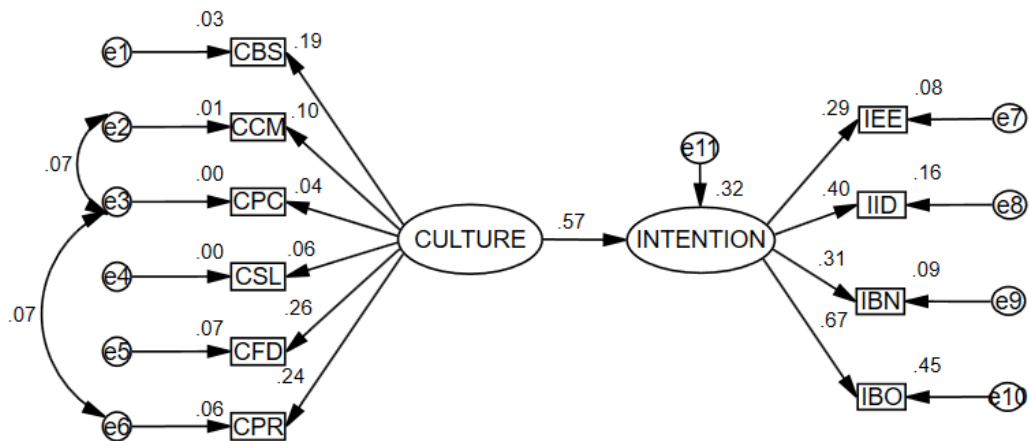 .03
e1 CBS .19
.01
e2 CCM .10
.07
.00
e3 CPC .04
.00
e4 CSL .06
.07
.07
e5 CFD .26
.06
e6 CPR .24
CULTURE .57 INTENTION
e11
.32
.29 .08
IEE e7
.40 .16
IID e8
.31 .09
IBN e9
.67 .45
IBO e10